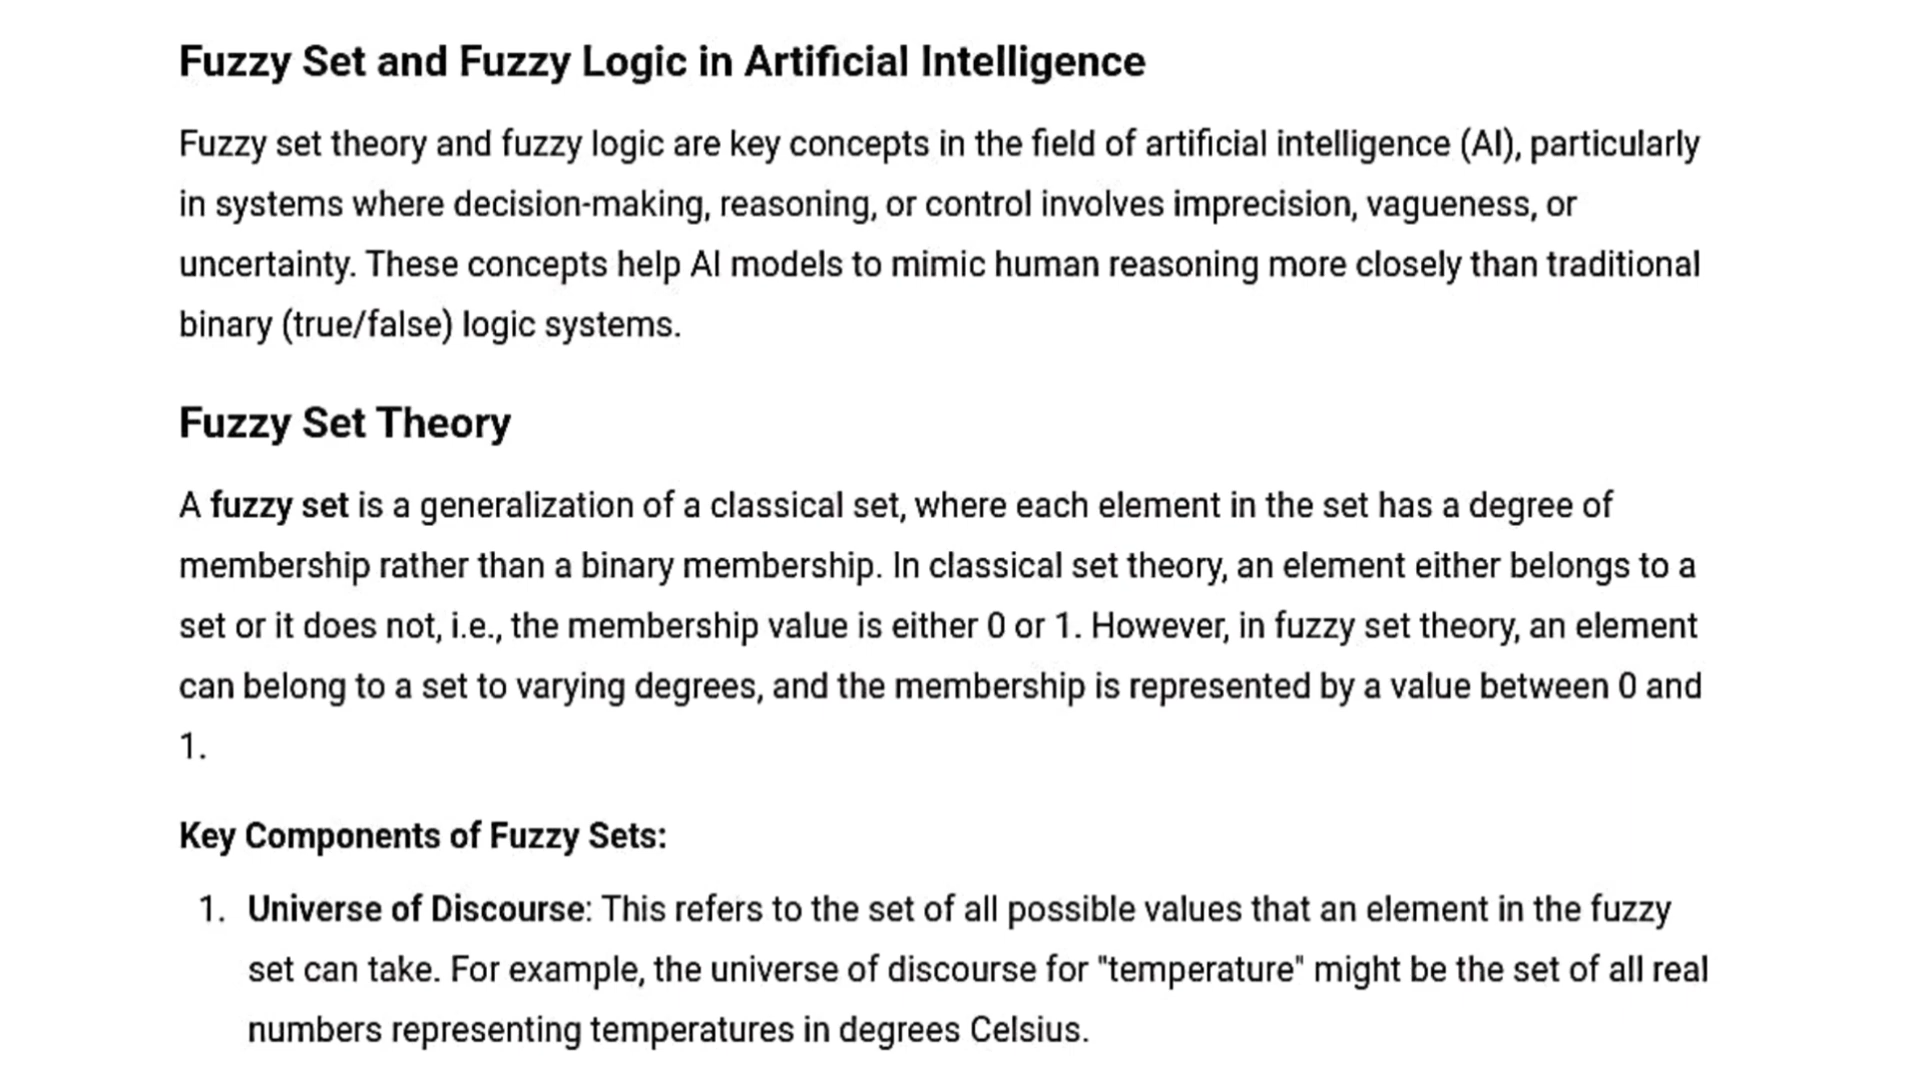 Fuzzy Set and Fuzzy Logic in Artificial Intelligence
Fuzzy set theory and fuzzy logic are key concepts in the field of artificial intelligence (AI), particularly
in systems where decision-making, reasoning, or control involves imprecision, vagueness, or
uncertainty. These concepts help AI models to mimic human reasoning more closely than traditional
binary (true/false) logic systems.
Fuzzy Set Theory
A fuzzy set is a generalization of a classical set, where each element in the set has a degree of
membership rather than a binary membership. In classical set theory, an element either belongs to a
set or it does not, i.e., the membership value is either 0 or 1. However, in fuzzy set theory, an element
can belong to a set to varying degrees, and the membership is represented by a value between 0 and
1.
Key Components of Fuzzy Sets:
1. Universe of Discourse: This refers to the set of all possible values that an element in the fuzzy
set can take. For example, the universe of discourse for "temperature" might be the set of all real
numbers representing temperatures in degrees Celsius.